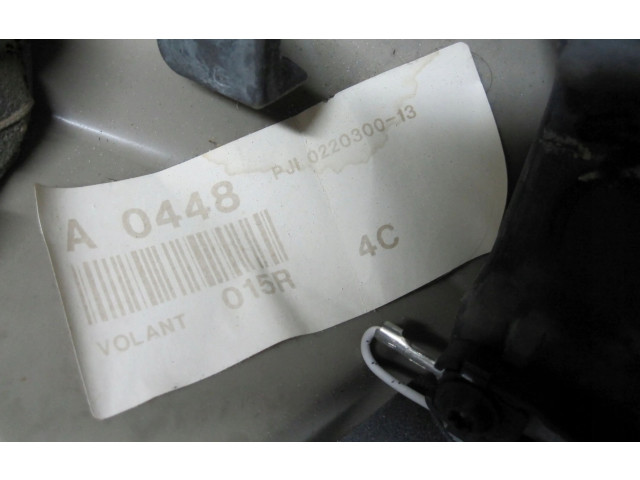 PJI 0220300-13
A 0448
4C
015R
VOLANT